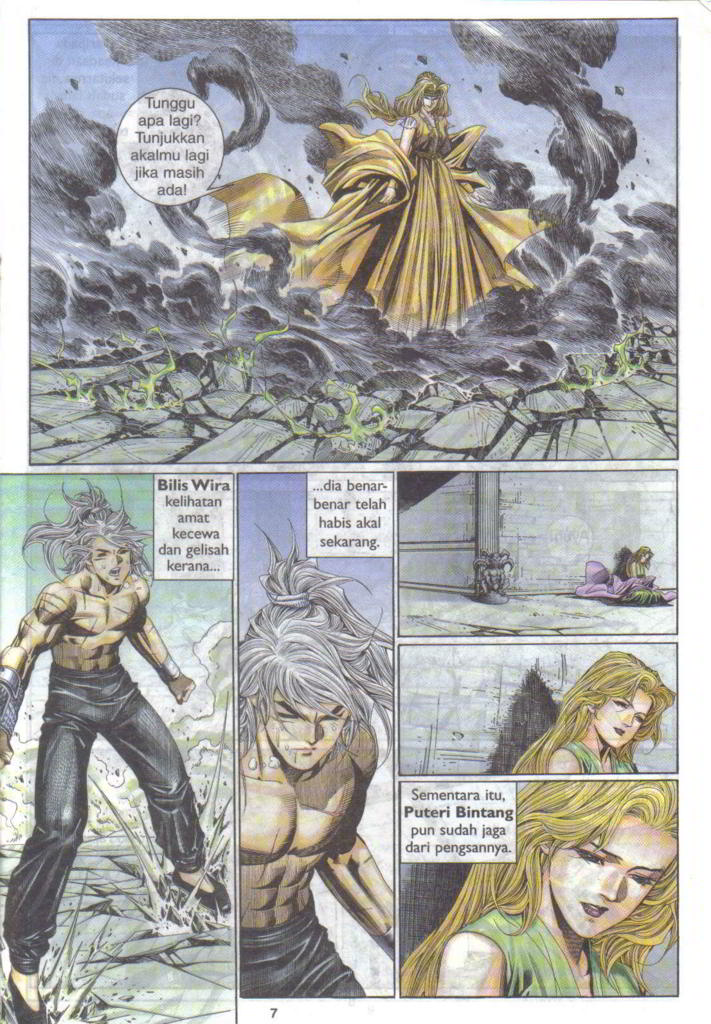 Tunggu
apa lagi?
Tunjukkan
akalmu lagi
jika masih
ada!
Bilis Wira
kelihatan
amat
kecewa
dan gelisah
kerana...
...dia benar-
benar telah
habis akal
sekarang.
Sementara itu,
Puteri Bintang
pun sudah jaga
dari pengsannya.
7